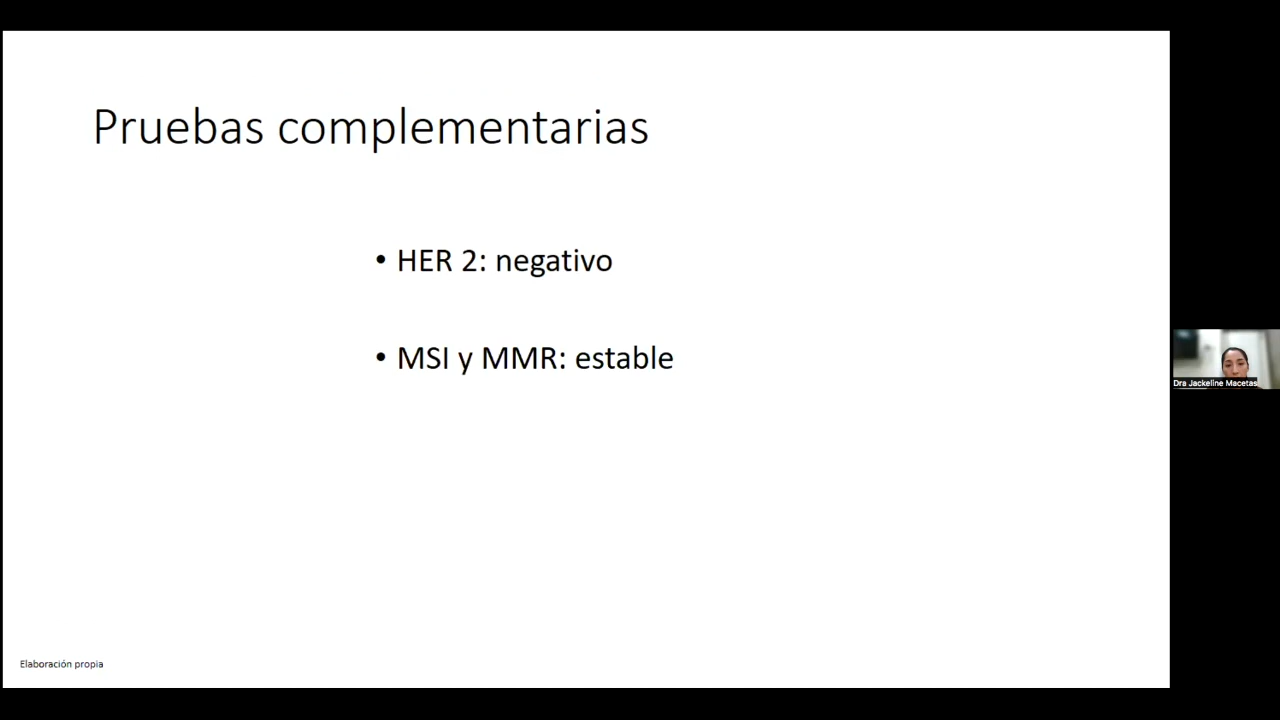 Pruebas complementarias
• HER 2: negativo
• MSI y MMR: estable
Dra Jackeline Macetas
Elaboración propia